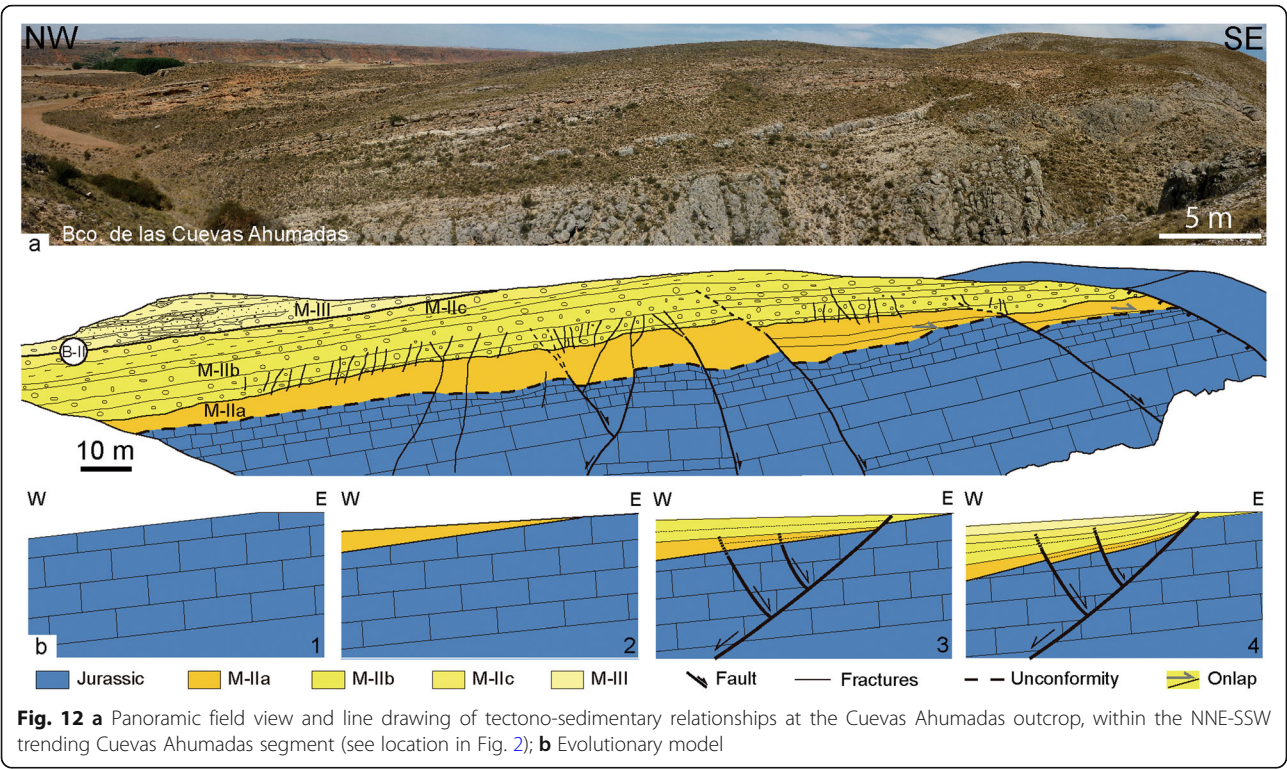 NW SE
Bco. de las Cuevas Ahumadas
a
5 m
M-III
M-IIc
B-II
M-IIb
M-IIa
10 m
W E W E W E W E
b 1 2 3 4
Jurassic M-IIa M-IIb M-IIc M-III Fault Fractures Unconformity Onlap
Fig. 12 a Panoramic field view and line drawing of tectono-sedimentary relationships at the Cuevas Ahumadas outcrop, within the NNE-SSW
trending Cuevas Ahumadas segment (see location in Fig. 2); b Evolutionary model